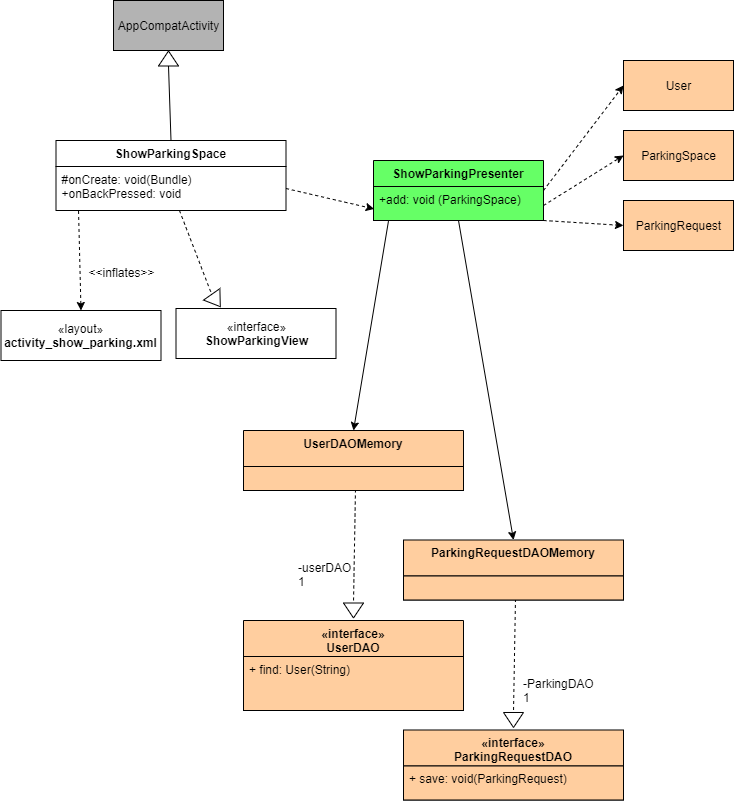 AppCompatActivity
User
ShowParkingSpace
#onCreate: void(Bundle)
+onBackPressed: void
ParkingSpace
ShowParkingPresenter
+add: void (ParkingSpace)
ParkingRequest
<<inflates>>
«layout»
activity_show_parking.xml
«interface»
ShowParkingView
UserDAOMemory
ParkingRequestDAOMemory
-userDAO
1
«interface»
UserDAO
+ find: User(String)
-ParkingDAO
1
«interface»
ParkingRequestDAO
+ save: void(ParkingRequest)